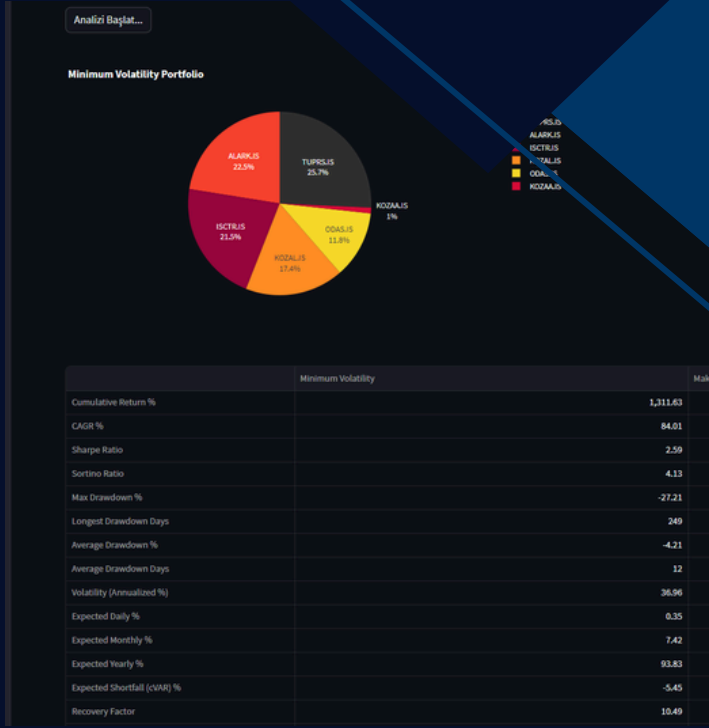 Analizi Başlat...
Minimum Volatility Portfolio
ALARK.IS
22.5%
TUPRS.IS
25.7%
KOZAA.IS
1%
ISCTR.IS
21.5%
ODAS.IS
11.8%
KOZAL.IS
17.4%
PRS.IS
ALARK.IS
ISCTR.IS
ZAL.IS
ODA
KOZAA.IS
Minimum Volatility
Mak
Cumulative Return % 1,311.63
CAGR % 84.01
Sharpe Ratio 2.59
Sortino Ratio 4.13
Max Drawdown % -27.21
Longest Drawdown Days 249
Average Drawdown % -4.21
Average Drawdown Days 12
Volatility (Annualized %) 36.96
Expected Daily % 0.35
Expected Monthly % 7.42
Expected Yearly % 93.83
Expected Shortfall (cVAR) % -5.45
Recovery Factor 10.49